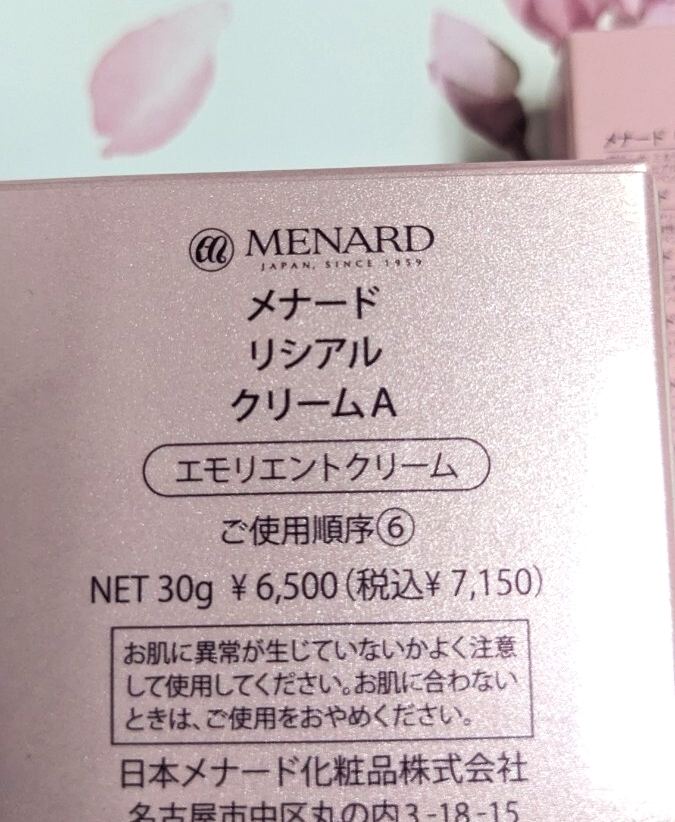 メナード
MENARD
JAPAN, SINCE 1959
メナード
リシアル
クリームA
エモリエントクリーム
ご使用順序⑥
NET 30g ¥6,500(税込¥7,150)
お肌に異常が生じていないかよく注意
して使用してください。お肌に合わない
ときは、ご使用をおやめください。
日本メナード化粧品株式会社
名古屋市中区丸の内3-18-15